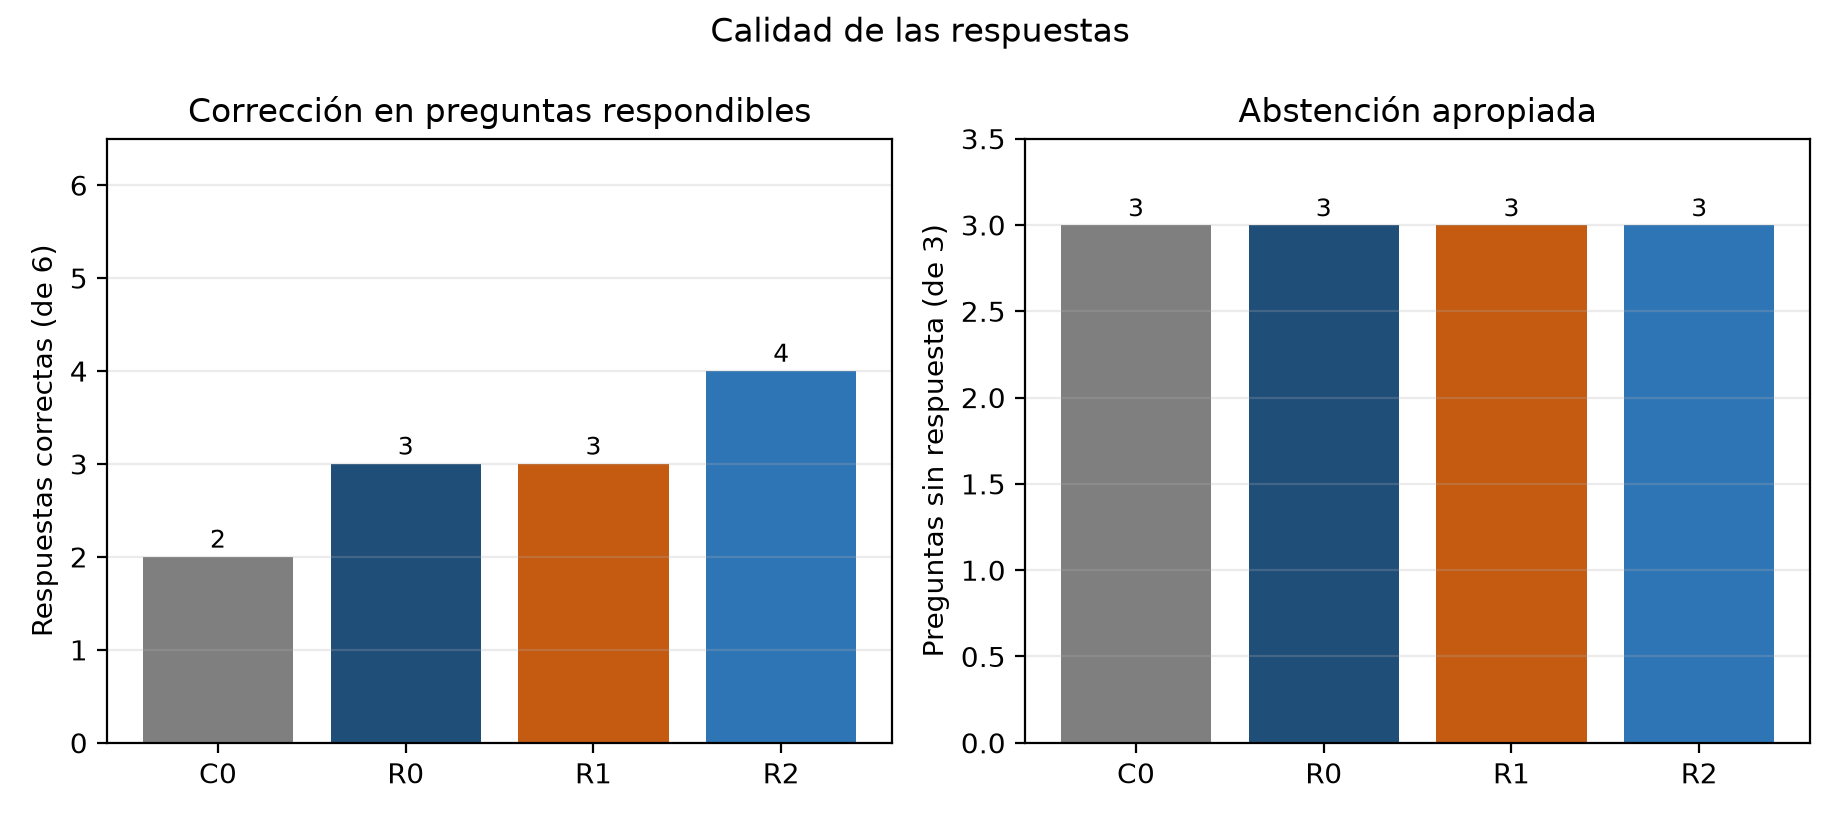 Calidad de las respuestas
Corrección en preguntas respondibles
Respuestas correctas (de 6)
6
5
4
3
2
1
0
2
3
3
4
C0 R0 R1 R2
Abstención apropiada
Preguntas sin respuesta (de 3)
3.5
3.0
2.5
2.0
1.5
1.0
0.5
0.0
3 3 3 3
C0 R0 R1 R2